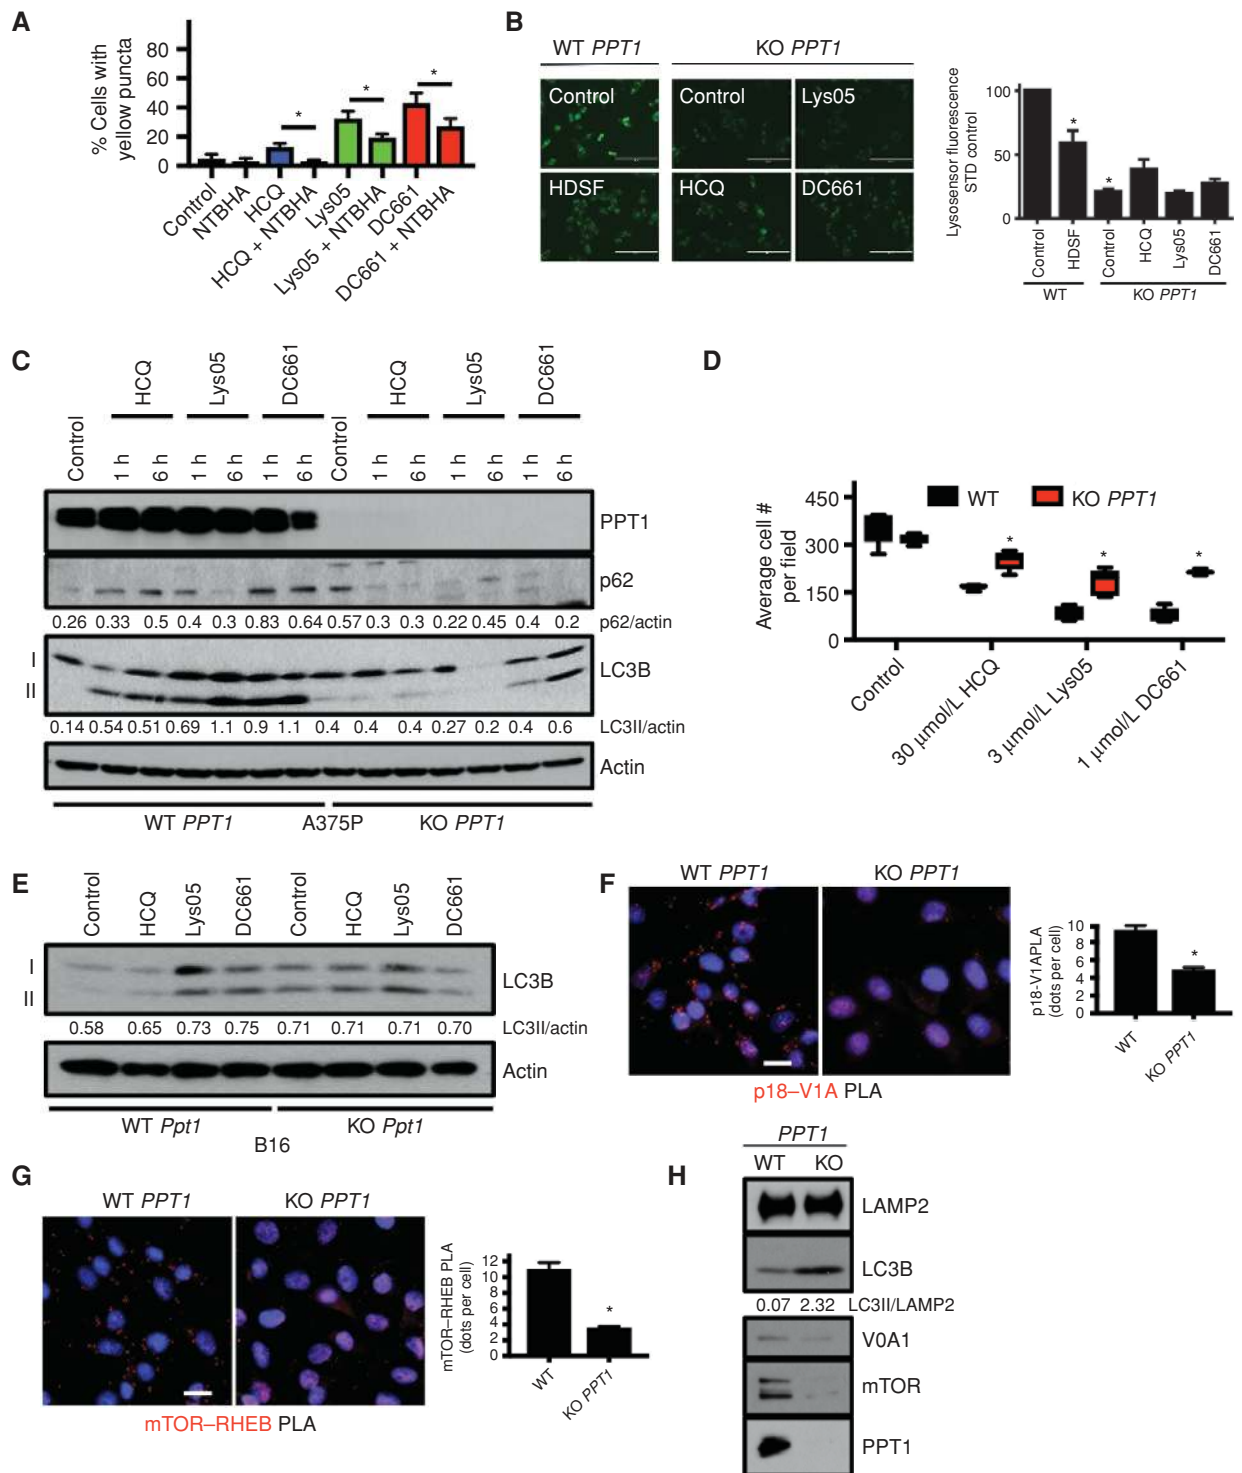 A
% Cells with
yellow puncta
80
60
40
20
0
*
*
*
Control
NTBHA
HCQ
HCQ + NTBHA
Lys05
Lys05 + NTBHA
DC661
DC661 + NTBHA
B
WT PPT1
KO PPT1
Control
Control
Lys05
HDSF
HCQ
DC661
Lysosensor fluorescence
STD control
100
50
0
*
*
Control
HDSF
Control
HCQ
Lys05
DC661
WT
KO PPT1
C
HCQ
Lys05
DC661
HCQ
Lys05
DC661
Control
1 h
6 h
1 h
6 h
1 h
6 h
Control
1 h
6 h
1 h
6 h
1 h
6 h
PPT1
p62
0.26 0.33 0.5 0.4 0.3 0.83 0.64 0.57 0.3 0.3 0.22 0.45 0.4 0.2 p62/actin
I
II
LC3B
0.14 0.54 0.51 0.69 1.1 0.9 1.1 0.4 0.4 0.4 0.27 0.2 0.4 0.6 LC3II/actin
Actin
WT PPT1 A375P KO PPT1
D
Average cell #
per field
450
300
150
0
WT
KO PPT1
*
*
*
Control
30 μmol/L HCQ
3 μmol/L Lys05
1 μmol/L DC661
E
Control
HCQ
Lys05
DC661
Control
HCQ
Lys05
DC661
I
II
LC3B
0.58 0.65 0.73 0.75 0.71 0.71 0.71 0.70 LC3II/actin
Actin
WT Ppt1
KO Ppt1
B16
F
WT PPT1
KO PPT1
p18–V1A PLA
p18-V1APLA
(dots per cell)
10
8
6
4
2
0
*
WT
KO PPT1
G
WT PPT1
KO PPT1
mTOR–RHEB PLA
mTOR–RHEB PLA
(dots per cell)
12
10
8
6
4
2
0
*
WT
KO PPT1
H
PPT1
WT KO
LAMP2
LC3B
0.07 2.32 LC3II/LAMP2
V0A1
mTOR
PPT1